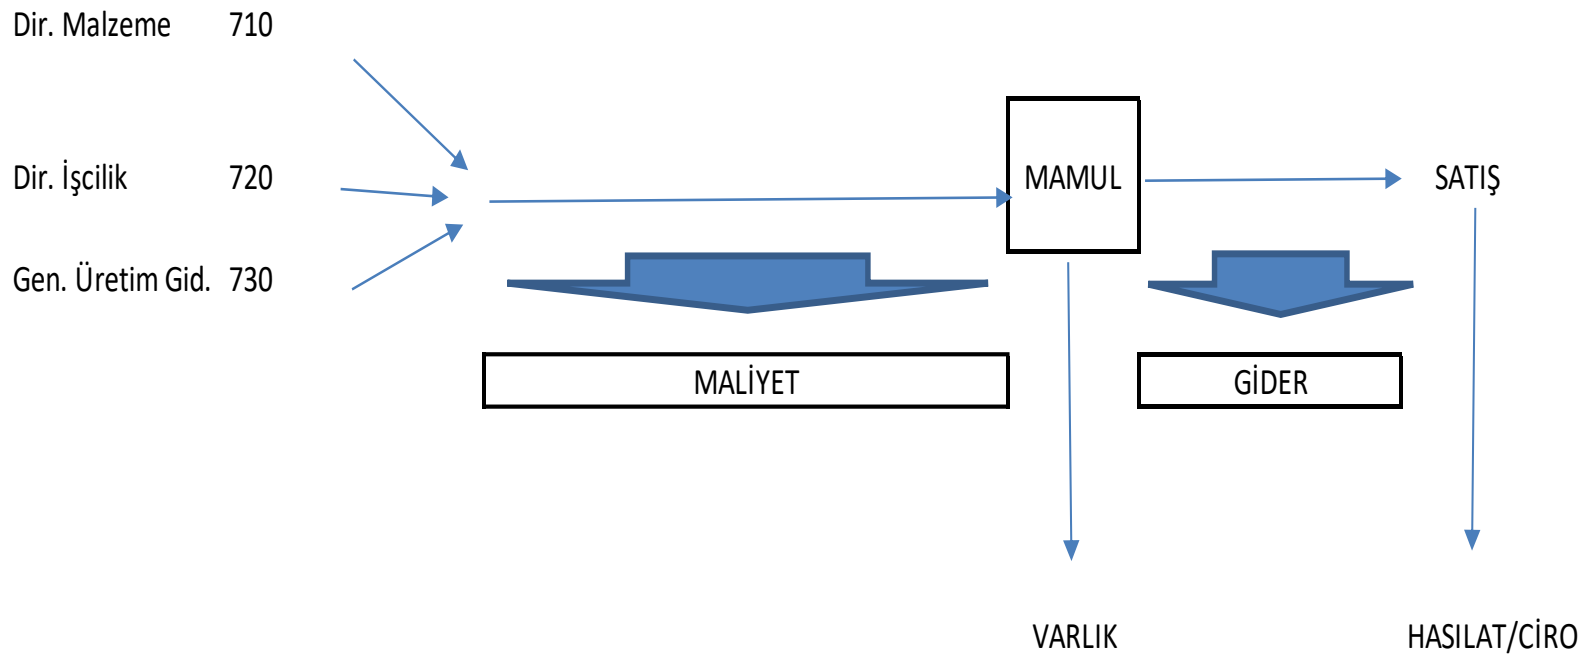 Dir. Malzeme 710
Dir. İşcilik 720
MAMUL
SATIŞ
Gen. Üretim Gid. 730
MALİYET
GİDER
VARLIK
HASILAT/CİRO